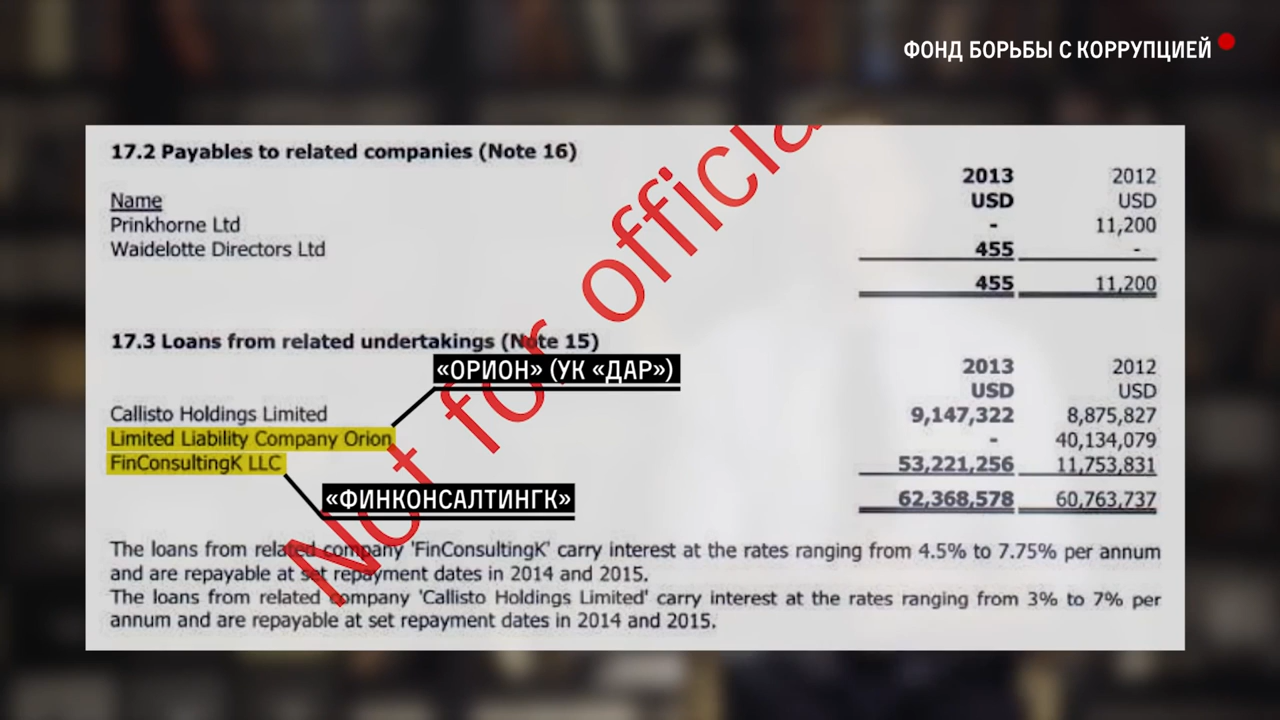 ФОНД БОРЬБЫ С КОРРУПЦИЕЙ
17.2 Payables to related companies (Note 16)
2013 2012
Name USD USD
Prinkhorne Ltd - 11,200
Waidelotte Directors Ltd 455 -
455 11,200
17.3 Loans from related undertakings (Note 15)
«ОРИОН» (УК «ДАР»)
2013 2012
USD USD
Callisto Holdings Limited 9,147,322 8,875,827
Limited Liability Company Orion - 40,134,079
FinConsultingK LLC 53,221,256 11,753,831
«ФИНКОНСАЛТИНГК»
62,368,578 60,763,737
The loans from related company 'FinConsultingK' carry interest at the rates ranging from 4.5% to 7.75% per annum
and are repayable at set repayment dates in 2014 and 2015.
The loans from related company 'Callisto Holdings Limited' carry interest at the rates ranging from 3% to 7% per
annum and are repayable at set repayment dates in 2014 and 2015.
Not for officia